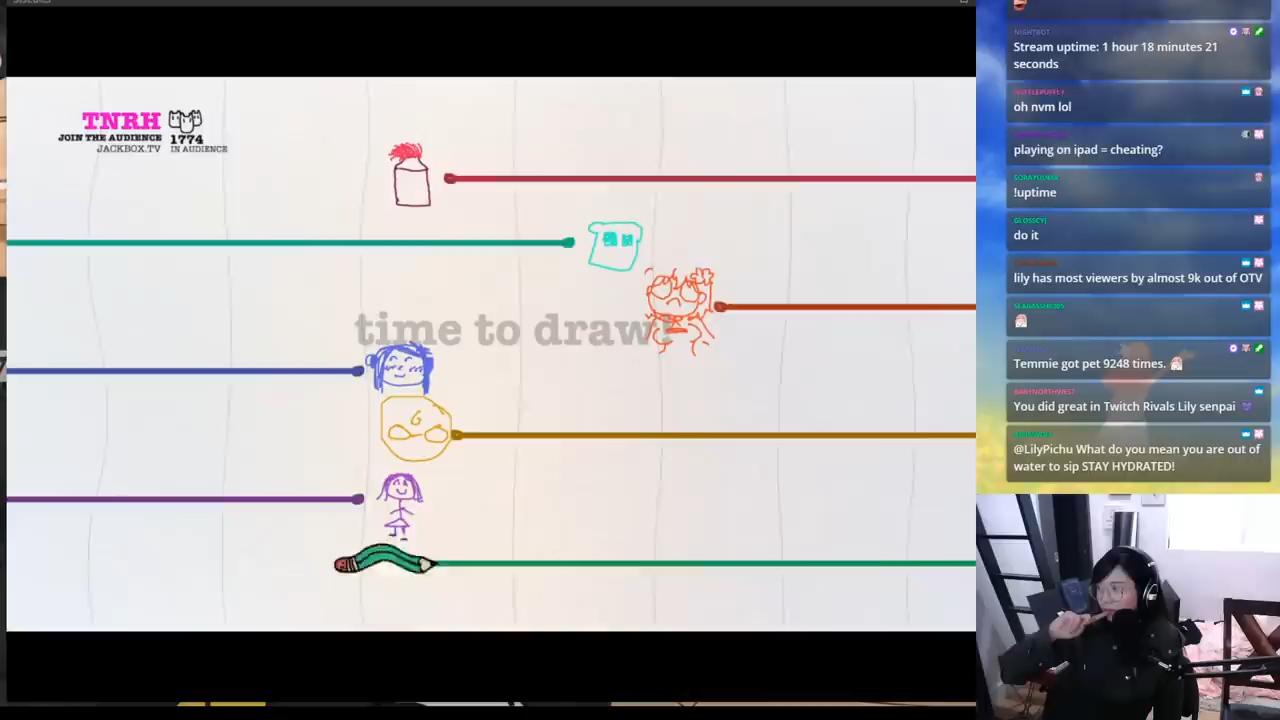 TNRH
JOIN THE AUDIENCE
JACKBOX.TV
1774
IN AUDIENCE
time to draw!
G
NIGHTBOT
Stream uptime: 1 hour 18 minutes 21
seconds
oh nvm lol
playing on ipad = cheating?
!uptime
do it
lily has most viewers by almost 9k out of OTV
Temmie got pet 9248 times.
BABYNORTHWEST
You did great in Twitch Rivals Lily senpai
@LilyPichu What do you mean you are out of
water to sip STAY HYDRATED!